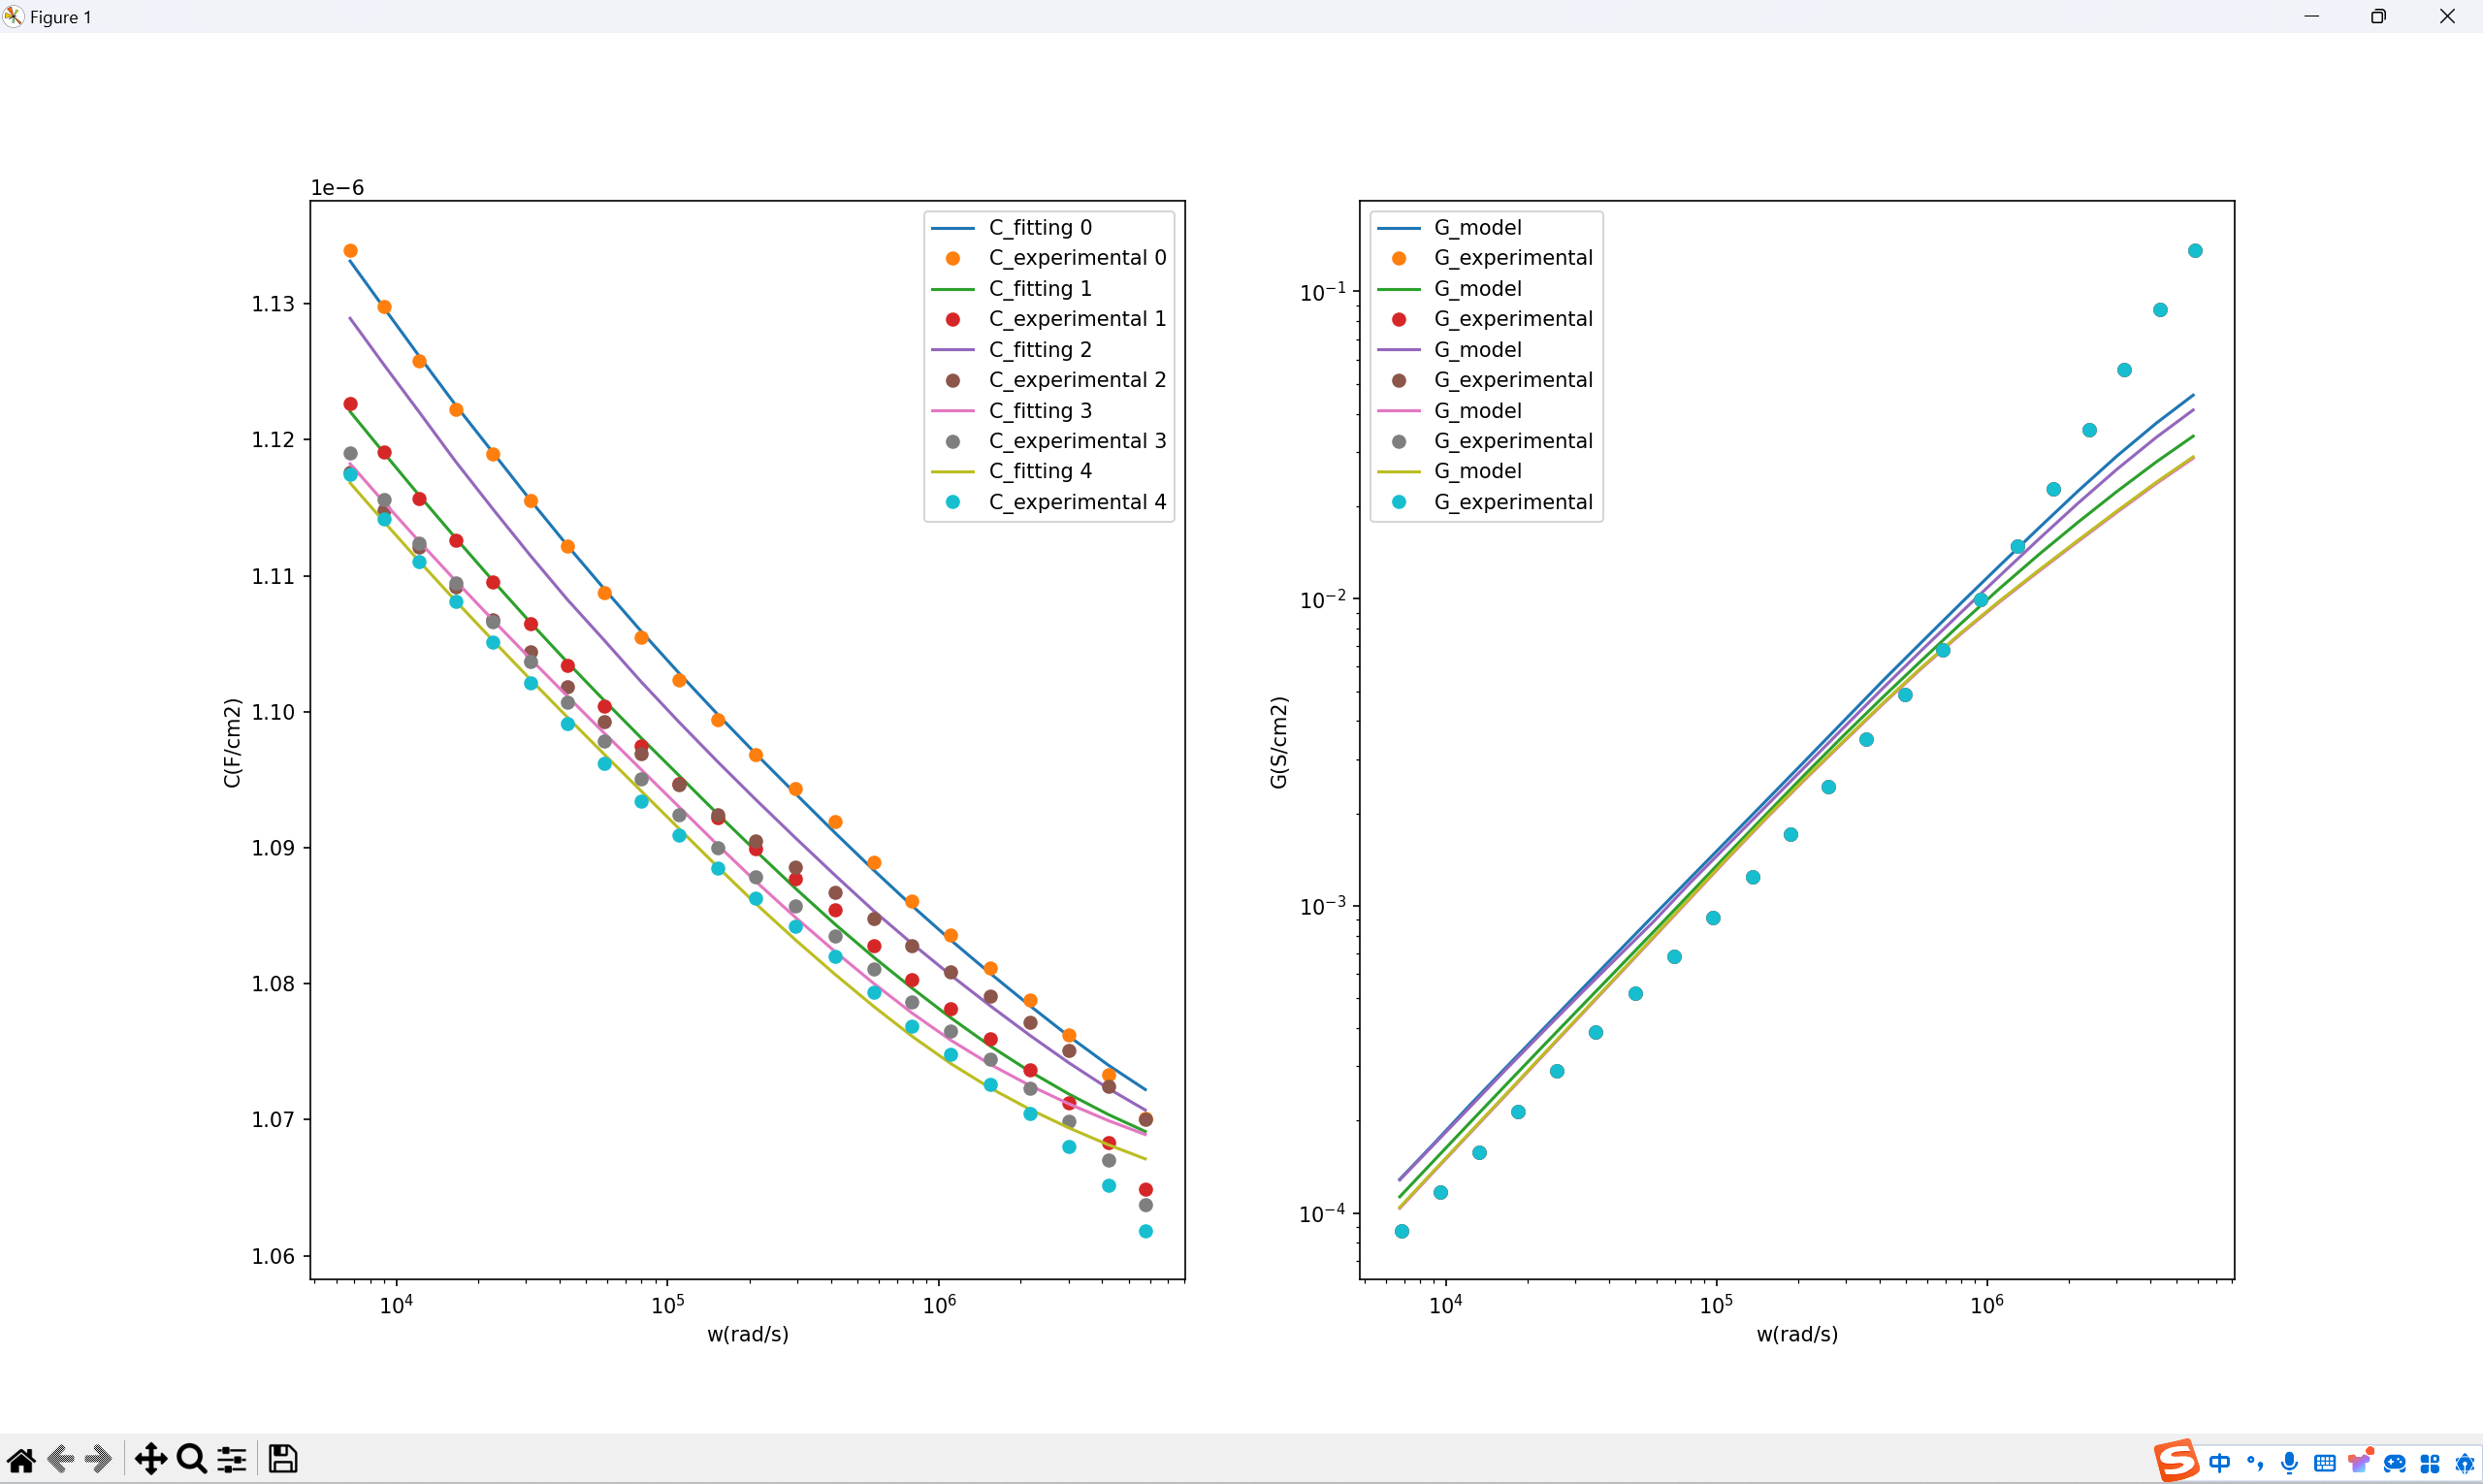 Figure 1
1e−6
C_fitting 0
C_experimental 0
C_fitting 1
C_experimental 1
C_fitting 2
C_experimental 2
C_fitting 3
C_experimental 3
C_fitting 4
C_experimental 4
1.13
1.12
1.11
1.10
1.09
1.08
1.07
1.06
C(F/cm2)
10⁴
10⁵
10⁶
w(rad/s)
G_model
G_experimental
G_model
G_experimental
G_model
G_experimental
G_model
G_experimental
G_model
G_experimental
10⁻¹
10⁻²
10⁻³
10⁻⁴
G(S/cm2)
10⁴
10⁵
10⁶
w(rad/s)
S 中